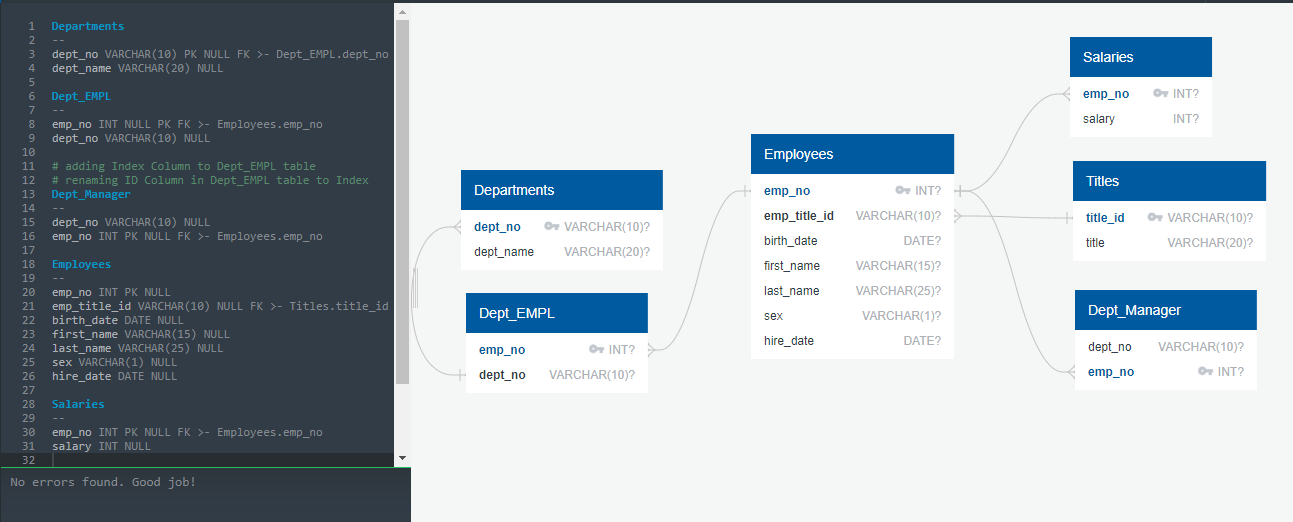 1 Departments
2 --
3 dept_no VARCHAR(10) PK NULL FK >- Dept_EMPL.dept_no
4 dept_name VARCHAR(20) NULL
5
6 Dept_EMPL
7 --
8 emp_no INT NULL PK FK >- Employees.emp_no
9 dept_no VARCHAR(10) NULL
10
11 # adding Index Column to Dept_EMPL table
12 # renaming ID Column in Dept_EMPL table to Index
13 Dept_Manager
14 --
15 dept_no VARCHAR(10) NULL
16 emp_no INT PK NULL FK >- Employees.emp_no
17
18 Employees
19 --
20 emp_no INT PK NULL
21 emp_title_id VARCHAR(10) NULL FK >- Titles.title_id
22 birth_date DATE NULL
23 first_name VARCHAR(15) NULL
24 last_name VARCHAR(25) NULL
25 sex VARCHAR(1) NULL
26 hire_date DATE NULL
27
28 Salaries
29 --
30 emp_no INT PK NULL FK >- Employees.emp_no
31 salary INT NULL
32
No errors found. Good job!
Departments
dept_no VARCHAR(10)?
dept_name VARCHAR(20)?
Dept_EMPL
emp_no INT?
dept_no VARCHAR(10)?
Employees
emp_no INT?
emp_title_id VARCHAR(10)?
birth_date DATE?
first_name VARCHAR(15)?
last_name VARCHAR(25)?
sex VARCHAR(1)?
hire_date DATE?
Salaries
emp_no INT?
salary INT?
Titles
title_id VARCHAR(10)?
title VARCHAR(20)?
Dept_Manager
dept_no VARCHAR(10)?
emp_no INT?